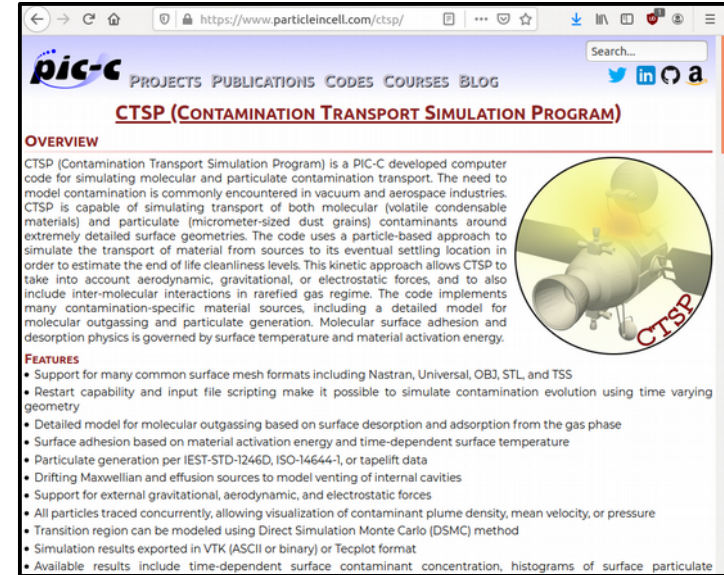 https://www.particleincell.com/ctsp/
Search...
pic-c
PROJECTS PUBLICATIONS CODES COURSES BLOG
CTSP (CONTAMINATION TRANSPORT SIMULATION PROGRAM)
OVERVIEW
CTSP (Contamination Transport Simulation Program) is a PIC-C developed computer
code for simulating molecular and particulate contamination transport. The need to
model contamination is commonly encountered in vacuum and aerospace industries.
CTSP is capable of simulating transport of both molecular (volatile condensable
materials) and particulate (micrometer-sized dust grains) contaminants around
extremely detailed surface geometries. The code uses a particle-based approach to
simulate the transport of material from sources to its eventual settling location in
order to estimate the end of life cleanliness levels. This kinetic approach allows CTSP to
take into account aerodynamic, gravitational, or electrostatic forces, and to also
include inter-molecular interactions in rarefied gas regime. The code implements
many contamination-specific material sources, including a detailed model for
molecular outgassing and particulate generation. Molecular surface adhesion and
desorption physics is governed by surface temperature and material activation energy.
CTSP
FEATURES
• Support for many common surface mesh formats including Nastran, Universal, OBJ, STL, and TSS
• Restart capability and input file scripting make it possible to simulate contamination evolution using time varying
geometry
• Detailed model for molecular outgassing based on surface desorption and adsorption from the gas phase
• Surface adhesion based on material activation energy and time-dependent surface temperature
• Particulate generation per IEST-STD-1246D, ISO-14644-1, or tapelift data
• Drifting Maxwellian and effusion sources to model venting of internal cavities
• Support for external gravitational, aerodynamic, and electrostatic forces
• All particles traced concurrently, allowing visualization of contaminant plume density, mean velocity, or pressure
• Transition region can be modeled using Direct Simulation Monte Carlo (DSMC) method
• Simulation results exported in VTK (ASCII or binary) or Tecplot format
• Available results include time-dependent surface contaminant concentration, histograms of surface particulate